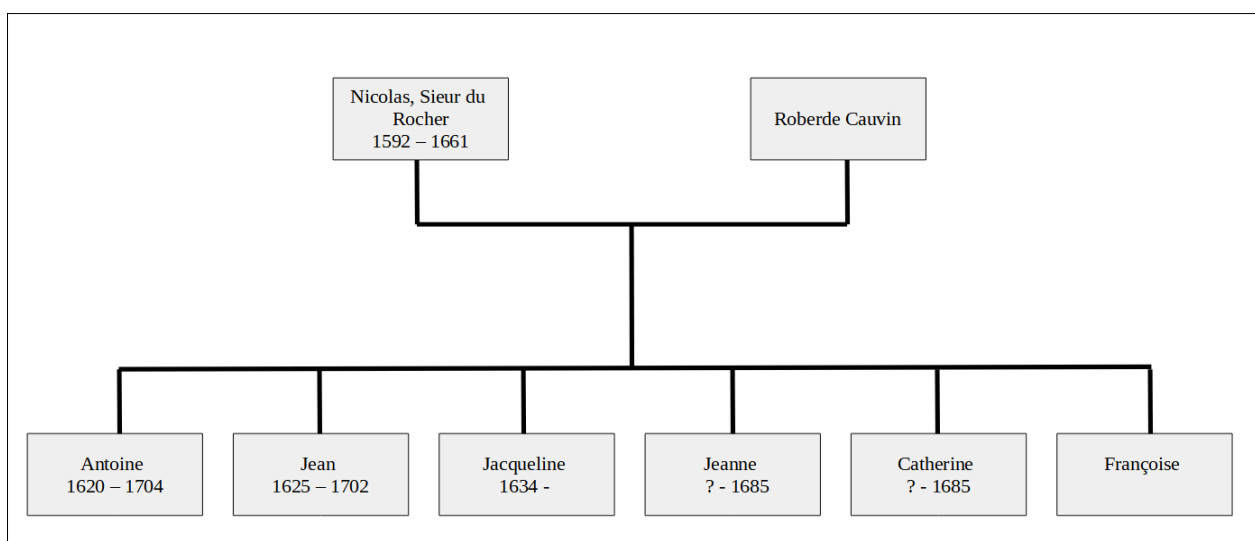 Nicolas, Sieur du
Rocher
1592 – 1661
Roberde Cauvin
Antoine
1620 – 1704
Jean
1625 – 1702
Jacqueline
1634 -
Jeanne
? - 1685
Catherine
? - 1685
Françoise